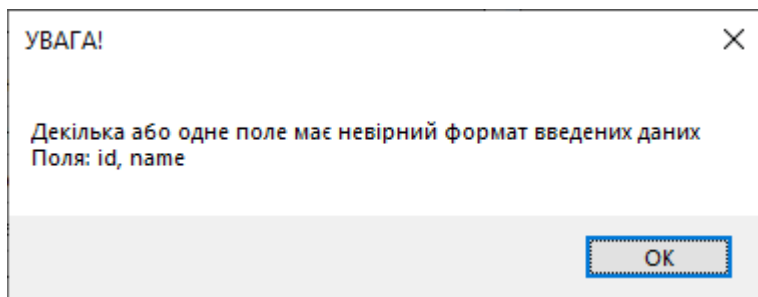 УВАГА!
Декілька або одне поле має невірний формат введених даних
Поля: id, name
OK